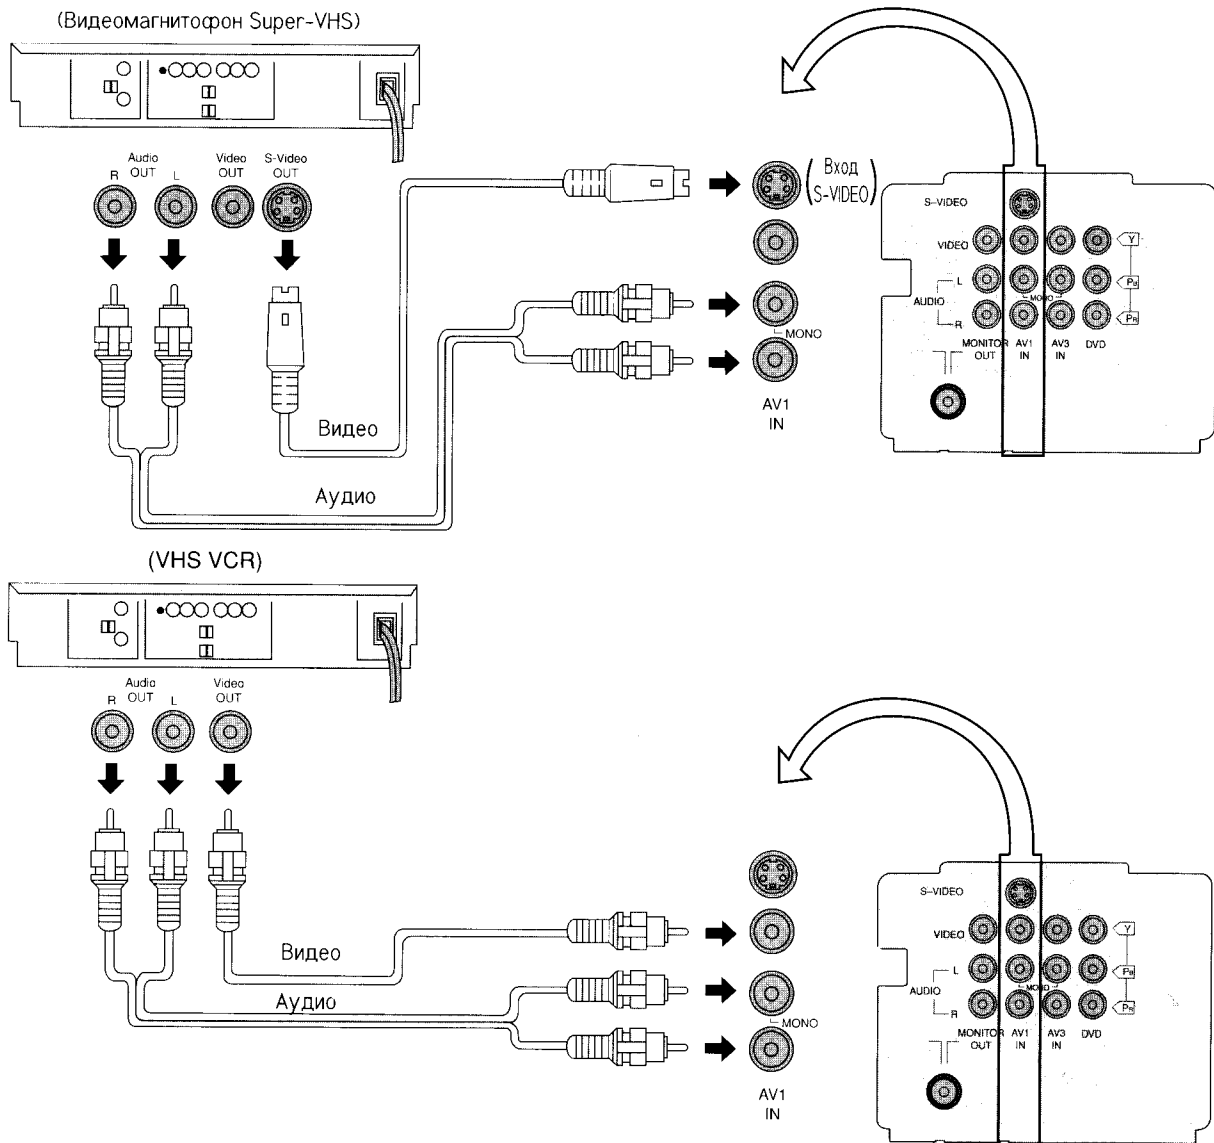 (Видеомагнитофон Super-VHS)
Audio
OUT
R
L
Video
OUT
S-Video
OUT
(Вход
S-VIDEO)
MONO
AV1
IN
Видео
Аудио
S-VIDEO
VIDEO
L
AUDIO
R
MONO
Y
PB
PR
MONITOR
OUT
AV1
IN
AV3
IN
DVD
(VHS VCR)
Audio
OUT
R
L
Video
OUT
Видео
Аудио
MONO
AV1
IN
S-VIDEO
VIDEO
L
AUDIO
R
MONO
Y
PB
PR
MONITOR
OUT
AV1
IN
AV3
IN
DVD